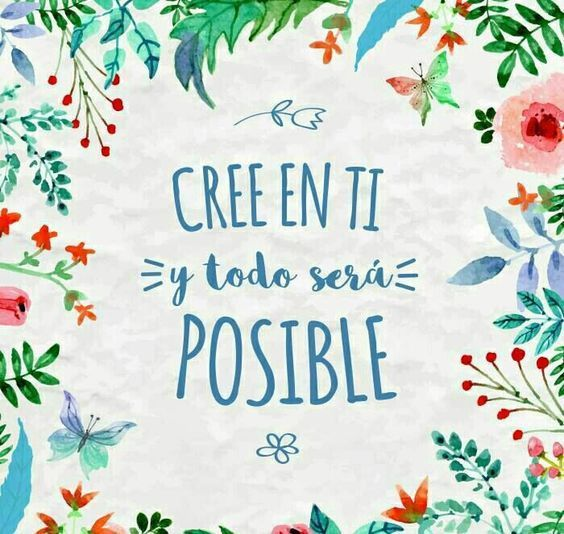 CREE EN TI
y todo será
POSIBLE